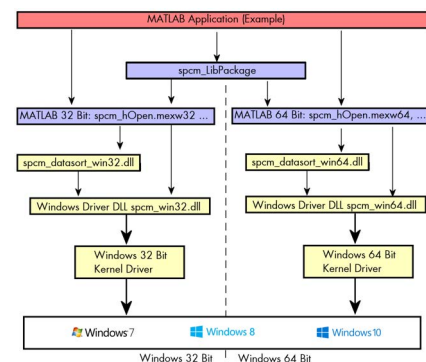 MATLAB Application (Example)
spcm_LibPackage
MATLAB 32 Bit: spcm_hOpen.mexw32 ...
MATLAB 64 Bit: spcm_hOpen.mexw64, ...
spcm_datasort_win32.dll
spcm_datasort_win64.dll
Windows Driver DLL spcm_win32.dll
Windows Driver DLL spcm_win64.dll
Windows 32 Bit
Kernel Driver
Windows 64 Bit
Kernel Driver
Windows 7
Windows 8
Windows 10
Windows 32 Bit
Windows 64 Bit